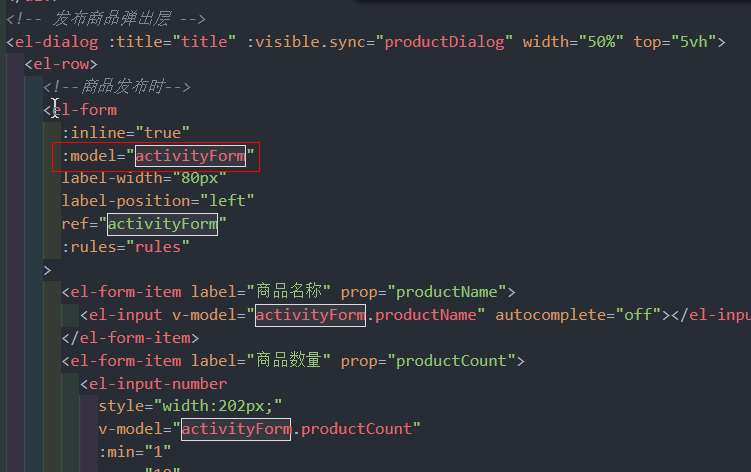 <!-- 发布商品弹出层 -->
<el-dialog :title="title" :visible.sync="productDialog" width="50%" top="5vh">
<el-row>
<!--商品发布时-->
<el-form
:inline="true"
:model="activityForm"
label-width="80px"
label-position="left"
ref="activityForm"
:rules="rules"
>
<el-form-item label="商品名称" prop="productName">
<el-input v-model="activityForm.productName" autocomplete="off"></el-input
</el-form-item>
<el-form-item label="商品数量" prop="productCount">
<el-input-number
style="width:202px;"
v-model="activityForm.productCount"
:min="1"